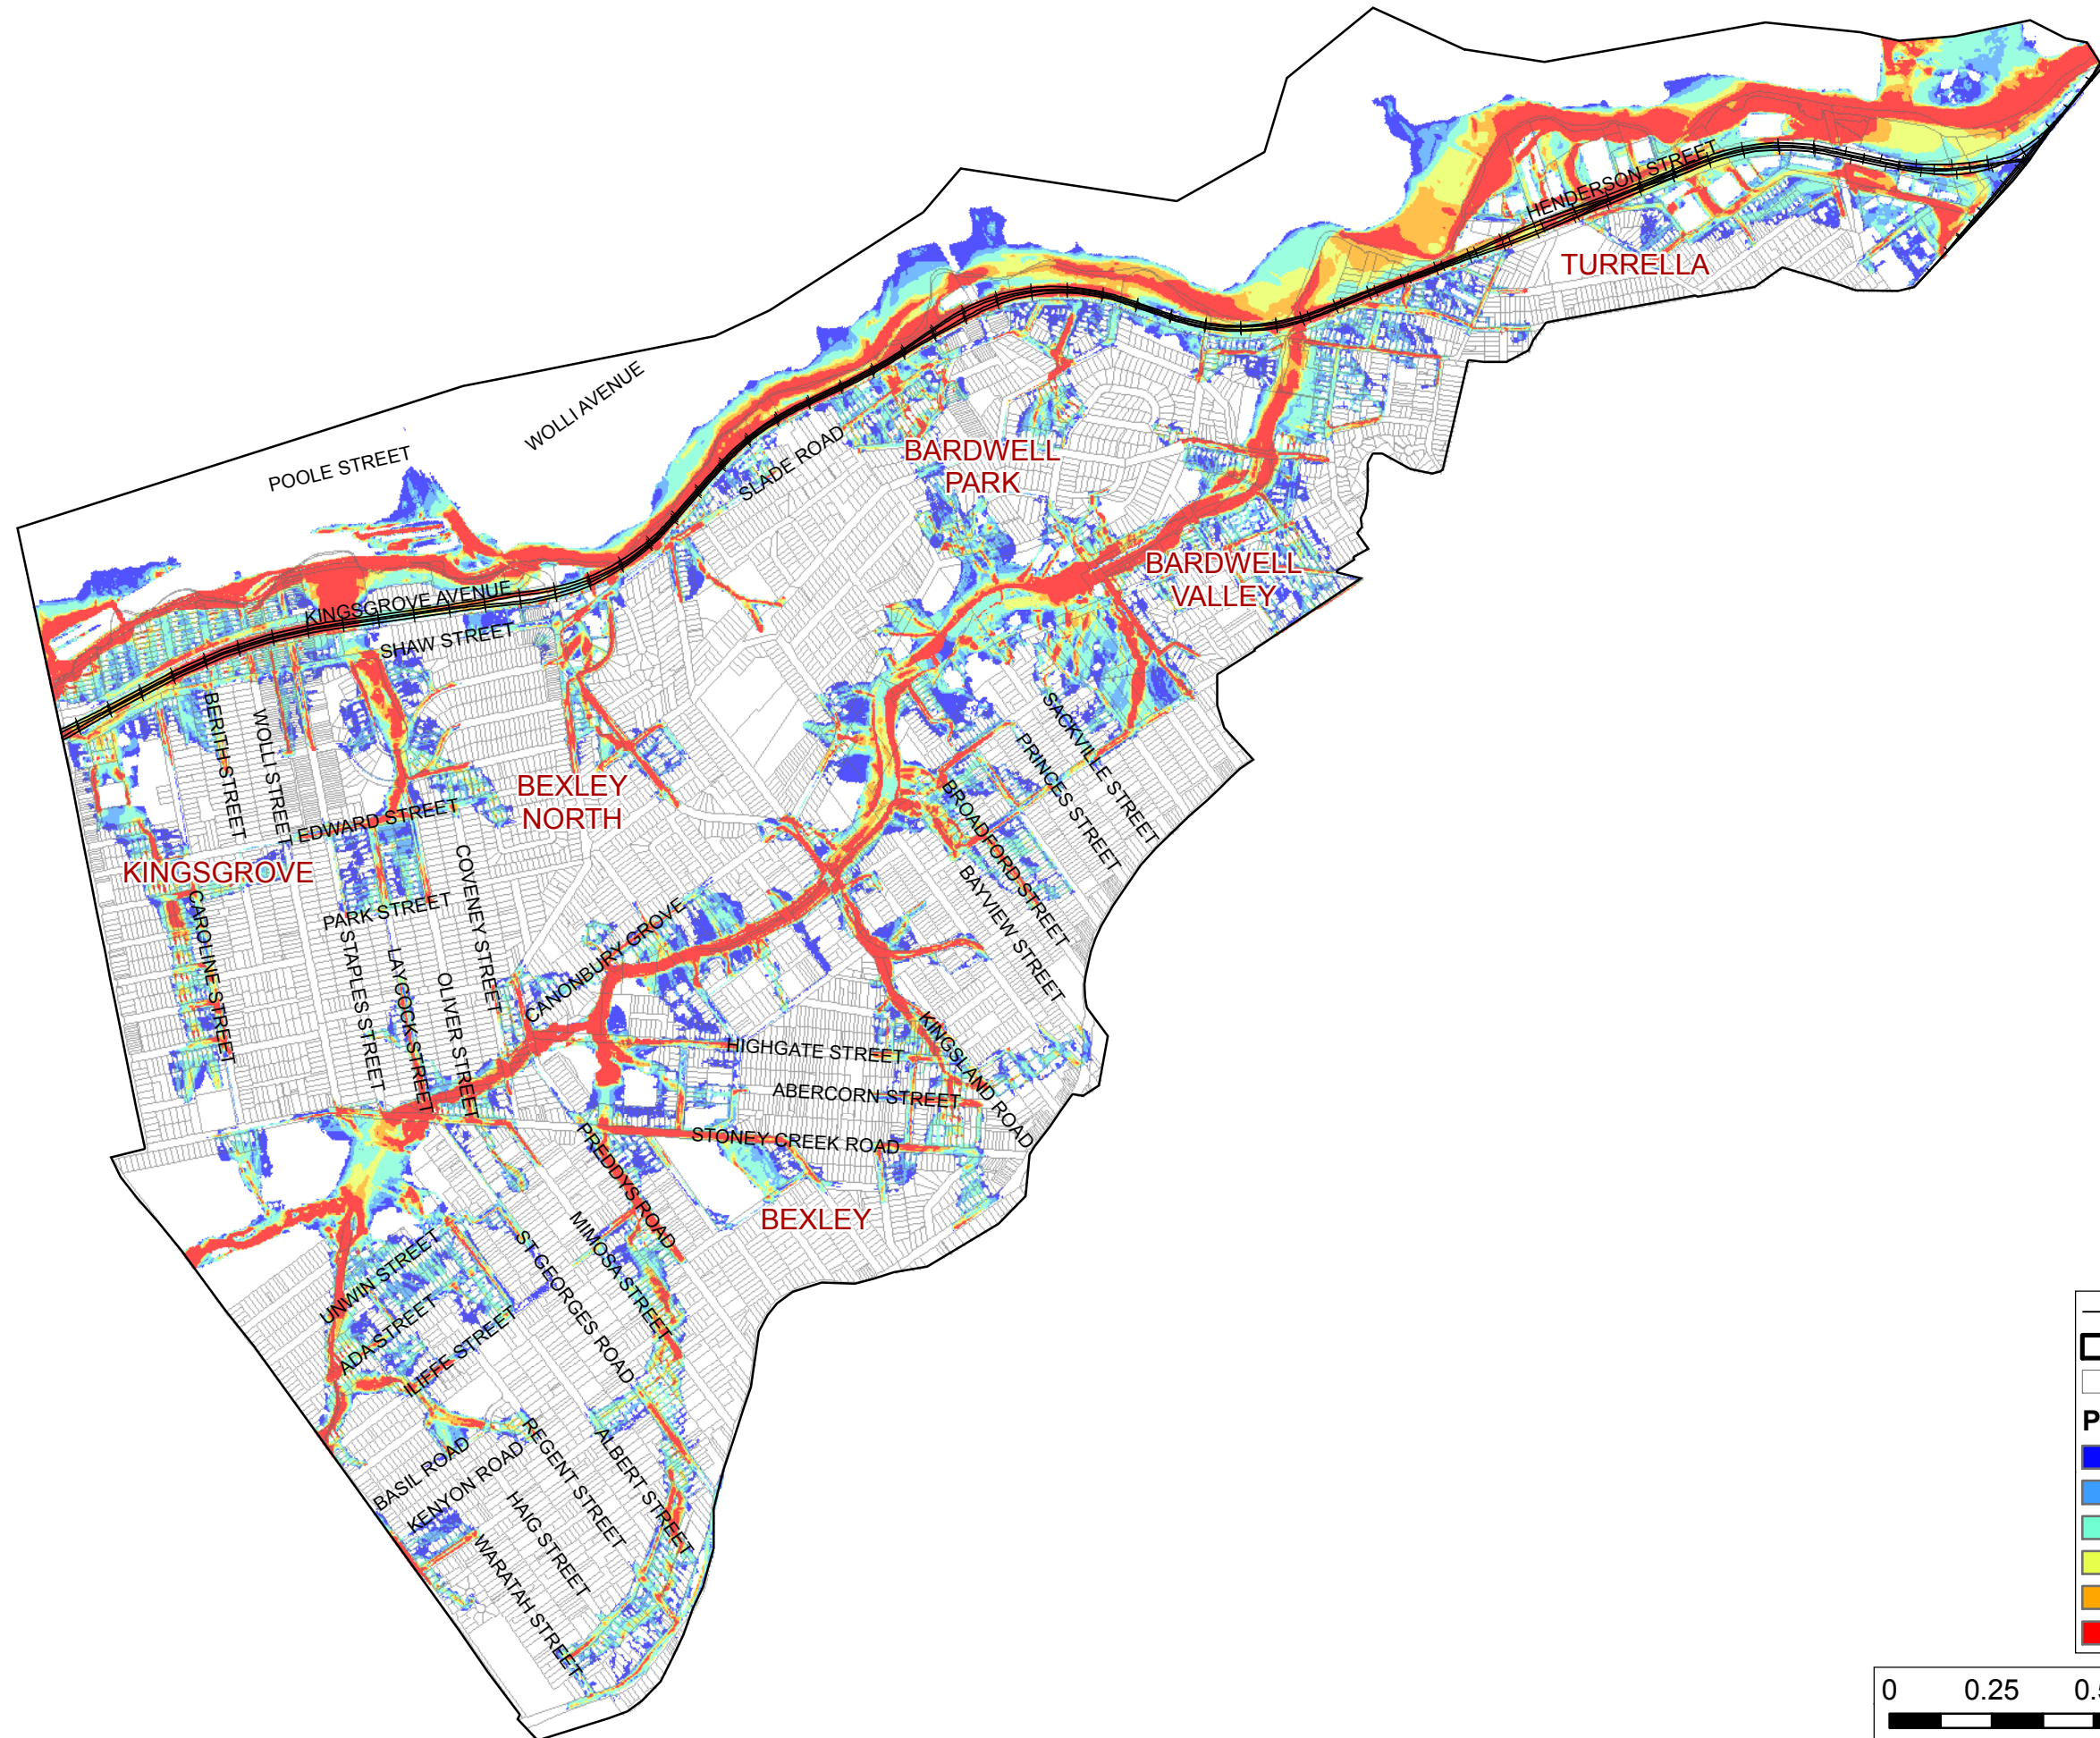 HENDERSON STREET
TURRELLA
WOLLI AVENUE
POOLE STREET
SLADE ROAD
BARDWELL
PARK
BARDWELL
VALLEY
KINGSGROVE AVENUE
SHAW STREET
BERITH STREET
WOLLI STREET
SACKVILLE STREET
PRINCES STREET
BEXLEY
NORTH
BROADFORD STREET
EDWARD STREET
KINGSGROVE
COVENEY STREET
BAYVIEW STREET
CAROLINE STREET
PARK STREET
CANONBURY GROVE
STAPLES STREET
LAYCOCK STREET
OLIVER STREET
HIGHGATE STREET
KINGSLAND ROAD
ABERCORN STREET
STONEY CREEK ROAD
PREDDYS ROAD
BEXLEY
MIMOSA STREET
UNWIN STREET
ST GEORGES ROAD
ADA STREET
ILIFFE STREET
P
REGENT STREET
ALBERT STREET
BASIL ROAD
KENYON ROAD
HAIG STREET
WARATAH STREET
0 0.25